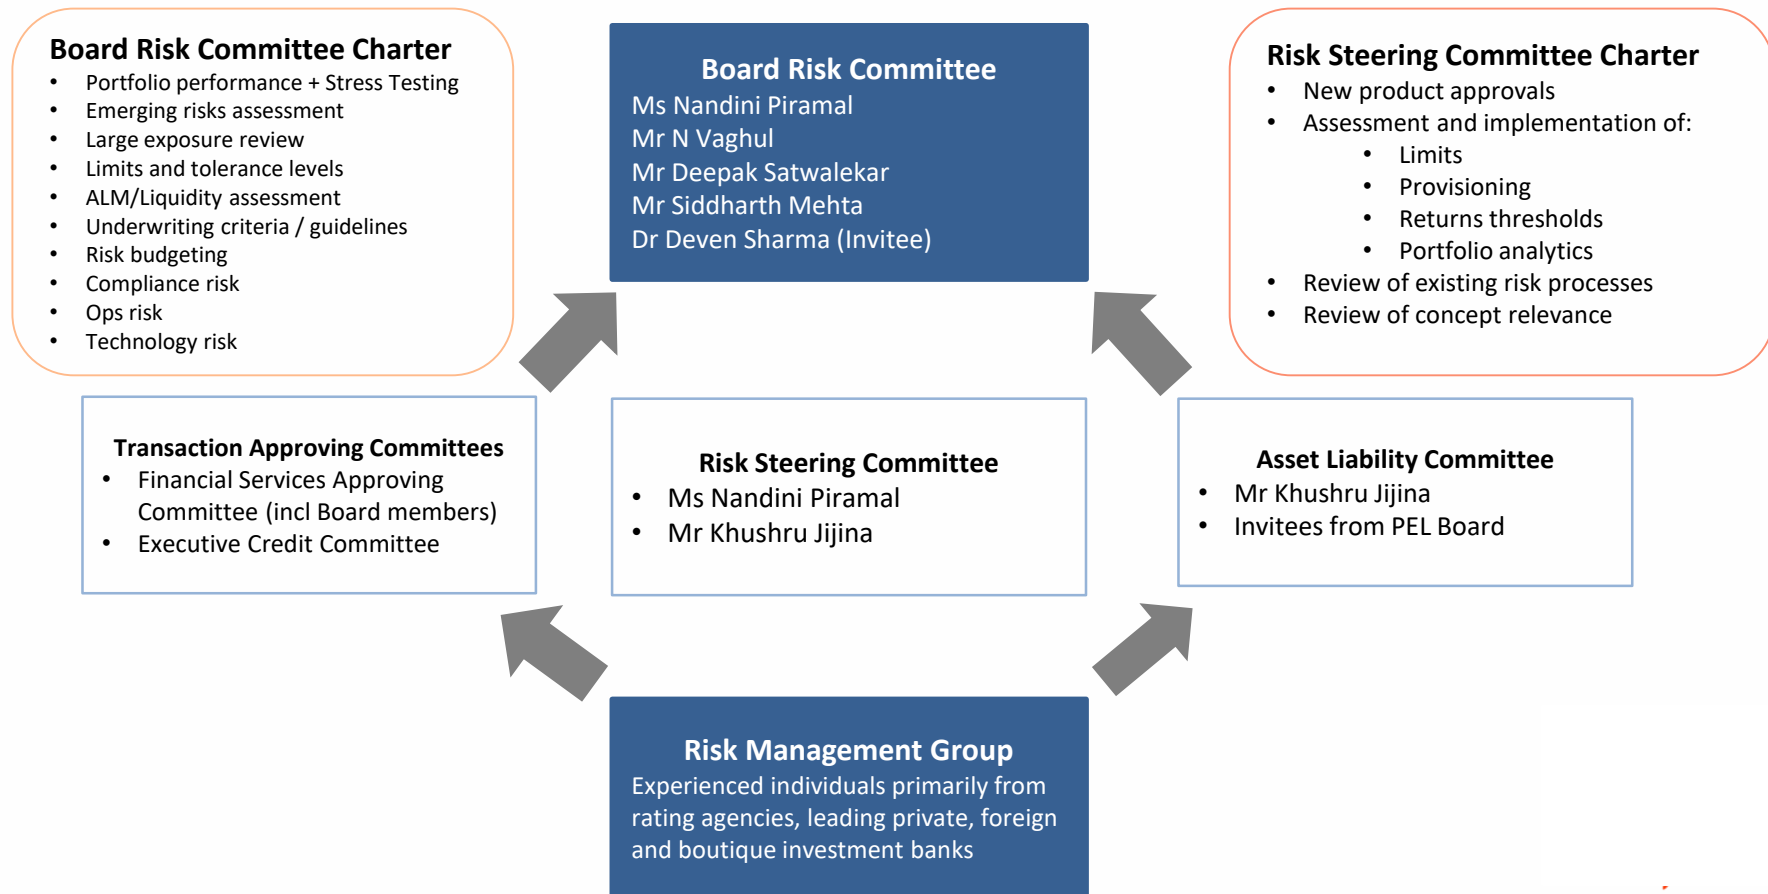 Board Risk Committee Charter
• Portfolio performance + Stress Testing
• Emerging risks assessment
• Large exposure review
• Limits and tolerance levels
• ALM/Liquidity assessment
• Underwriting criteria / guidelines
• Risk budgeting
• Compliance risk
• Ops risk
• Technology risk
Board Risk Committee
Ms Nandini Piramal
Mr N Vaghul
Mr Deepak Satwalekar
Mr Siddharth Mehta
Dr Deven Sharma (Invitee)
Risk Steering Committee Charter
• New product approvals
• Assessment and implementation of:
• Limits
• Provisioning
• Returns thresholds
• Portfolio analytics
• Review of existing risk processes
• Review of concept relevance
Transaction Approving Committees
• Financial Services Approving
Committee (incl Board members)
• Executive Credit Committee
Risk Steering Committee
• Ms Nandini Piramal
• Mr Khushru Jijina
Asset Liability Committee
• Mr Khushru Jijina
• Invitees from PEL Board
Risk Management Group
Experienced individuals primarily from
rating agencies, leading private, foreign
and boutique investment banks